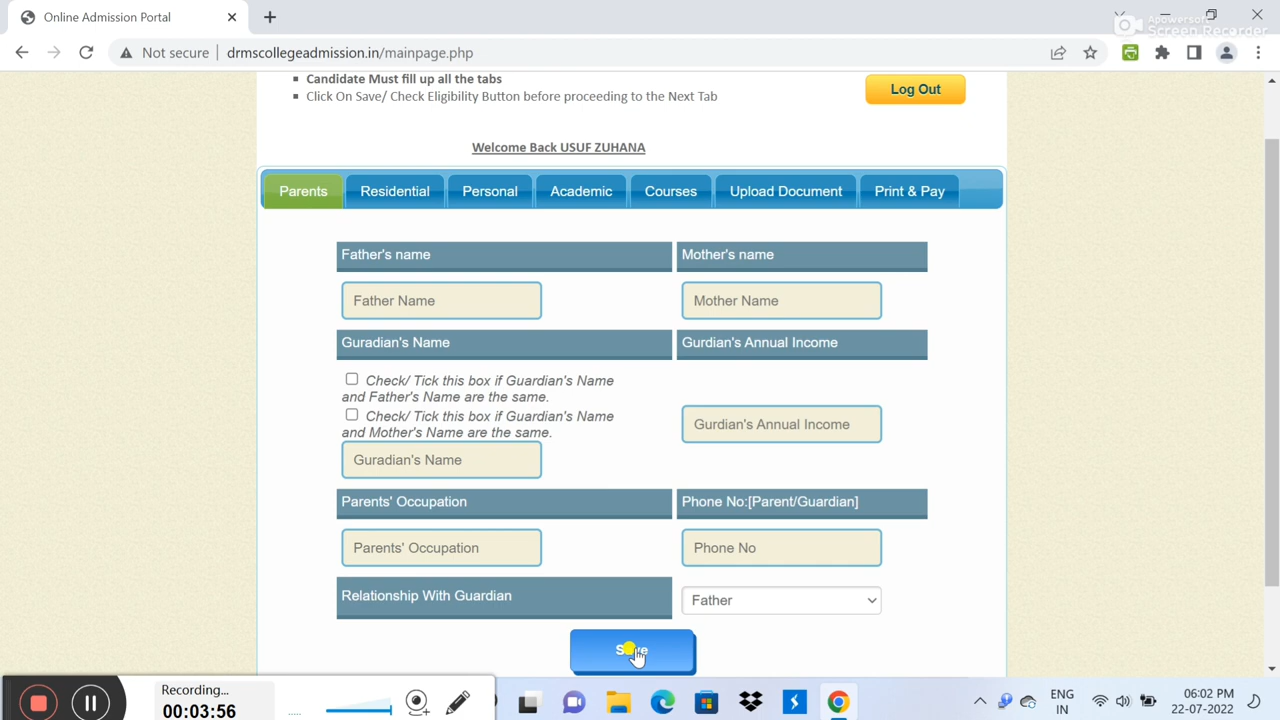 Online Admission Portal
Apowersoft
Screen Recorder
Not secure
drmscollegeadmission.in/mainpage.php
Candidate Must fill up all the tabs
Click On Save/ Check Eligibility Button before proceeding to the Next Tab
Log Out
Welcome Back USUF ZUHANA
Parents Residential Personal Academic Courses Upload Document Print & Pay
Father's name Mother's name
Father Name Mother Name
Guradian's Name Gurdian's Annual Income
Check/ Tick this box if Guardian's Name
and Father's Name are the same.
Check/ Tick this box if Guardian's Name
and Mother's Name are the same.
Gurdian's Annual Income
Guradian's Name
Parents' Occupation Phone No:[Parent/Guardian]
Parents' Occupation Phone No
Relationship With Guardian Father
Save
Recording...
00:03:56
ENG
IN
06:02 PM
22-07-2022